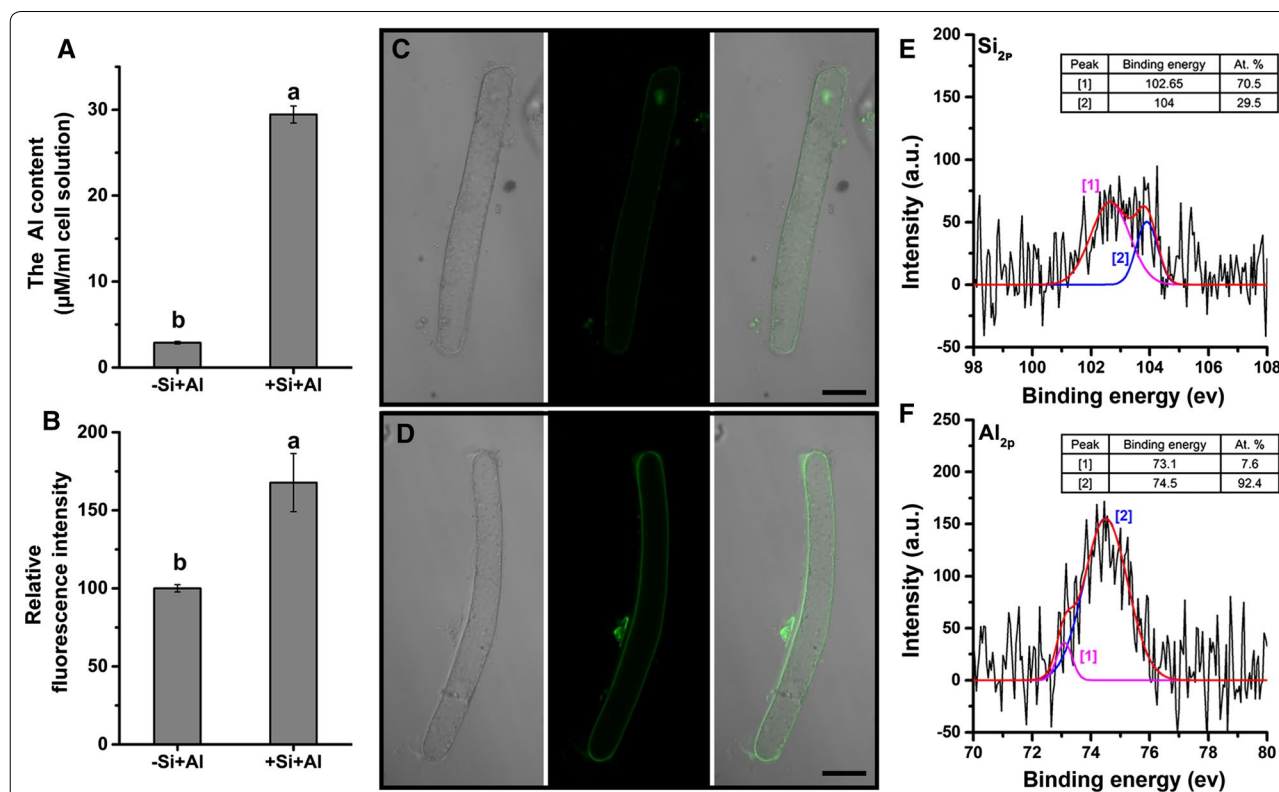 A
The Al content
(µM/ml cell solution)
30
20
10
0
a
b
-Si+Al
+Si+Al
B
Relative
fluorescence intensity
200
150
100
50
0
a
b
-Si+Al
+Si+Al
C
D
E
Si2P
Intensity (a.u.)
200
150
100
50
0
-50
Peak Binding energy At. %
[1] 102.65 70.5
[2] 104 29.5
[1]
[2]
98 100 102 104 106 108
Binding energy (ev)
F
Al2p
Intensity (a.u.)
250
200
150
100
50
0
-50
Peak Binding energy At. %
[1] 73.1 7.6
[2] 74.5 92.4
[2]
[1]
70 72 74 76 78 80
Binding energy (ev)